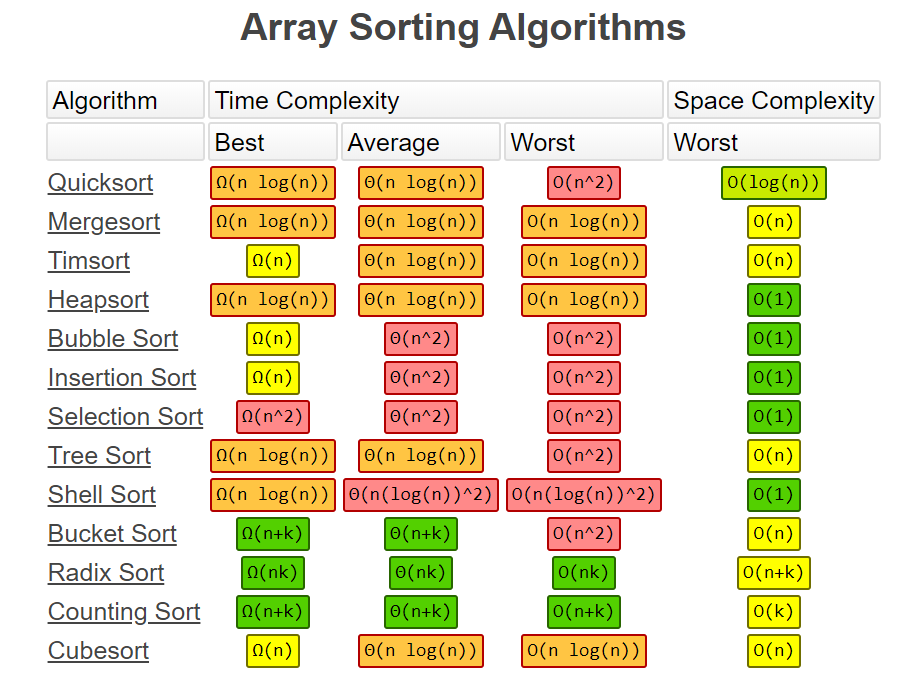 Array Sorting Algorithms
Algorithm Time Complexity Space Complexity
Best Average Worst Worst
Quicksort Ω(n log(n)) Θ(n log(n)) O(n^2) O(log(n))
Mergesort Ω(n log(n)) Θ(n log(n)) O(n log(n)) O(n)
Timsort Ω(n) Θ(n log(n)) O(n log(n)) O(n)
Heapsort Ω(n log(n)) Θ(n log(n)) O(n log(n)) O(1)
Bubble Sort Ω(n) Θ(n^2) O(n^2) O(1)
Insertion Sort Ω(n) Θ(n^2) O(n^2) O(1)
Selection Sort Ω(n^2) Θ(n^2) O(n^2) O(1)
Tree Sort Ω(n log(n)) Θ(n log(n)) O(n^2) O(n)
Shell Sort Ω(n log(n)) Θ(n(log(n))^2) O(n(log(n))^2) O(1)
Bucket Sort Ω(n+k) Θ(n+k) O(n^2) O(n)
Radix Sort Ω(nk) Θ(nk) O(nk) O(n+k)
Counting Sort Ω(n+k) Θ(n+k) O(n+k) O(k)
Cubesort Ω(n) Θ(n log(n)) O(n log(n)) O(n)